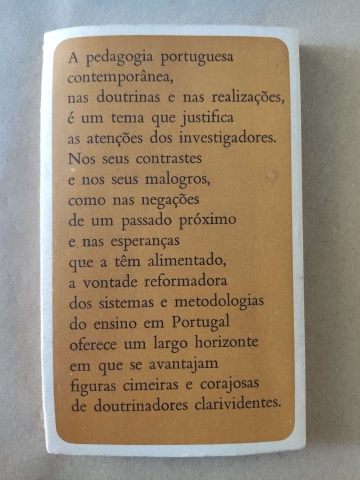 A pedagogia portuguesa
contemporânea,
nas doutrinas e nas realizações,
é um tema que justifica
as atenções dos investigadores.
Nos seus contrastes
e nos seus malogros,
como nas negações
de um passado próximo
e nas esperanças
que a têm alimentado,
a vontade reformadora
dos sistemas e metodologias
do ensino em Portugal
oferece um largo horizonte
em que se avantajam
figuras cimeiras e corajosas
de doutrinadores clarividentes.